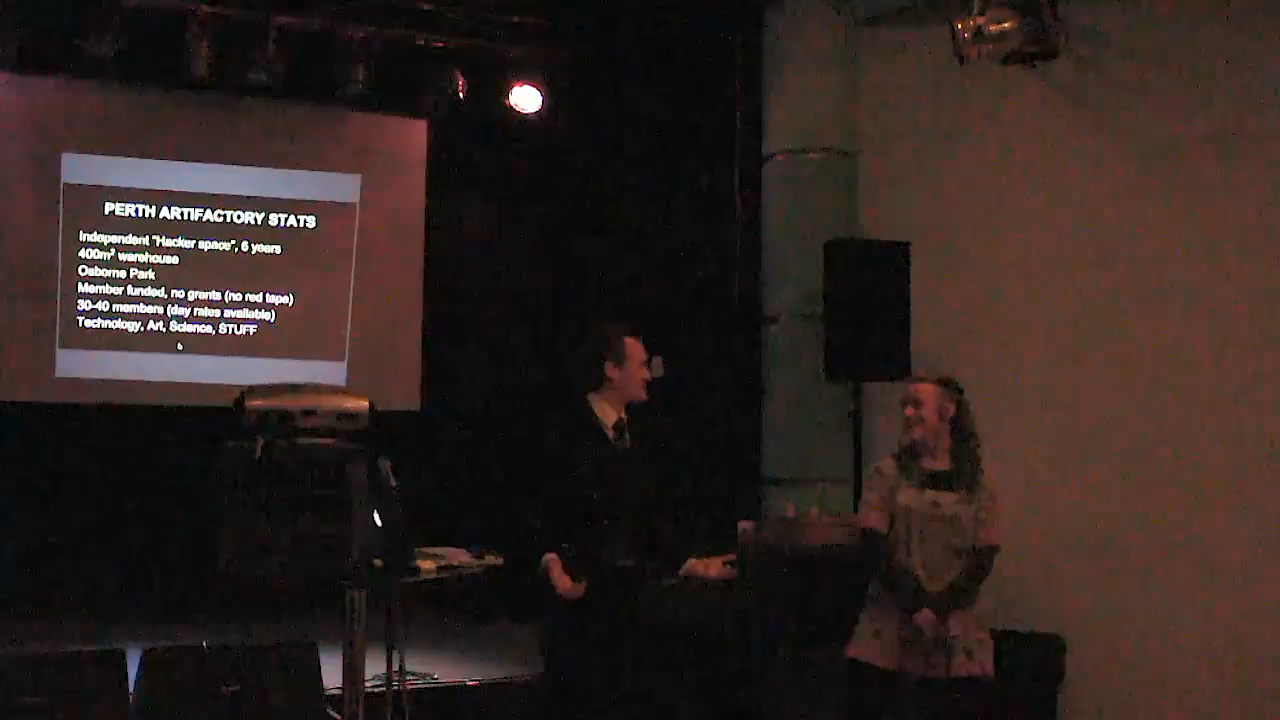 PERTH ARTIFACTORY STATS
Independent "Hacker space", 6 years
400m² warehouse
Osborne Park
Member funded, no grants (no red tape)
30-40 members (day rates available)
Technology, Art, Science, STUFF